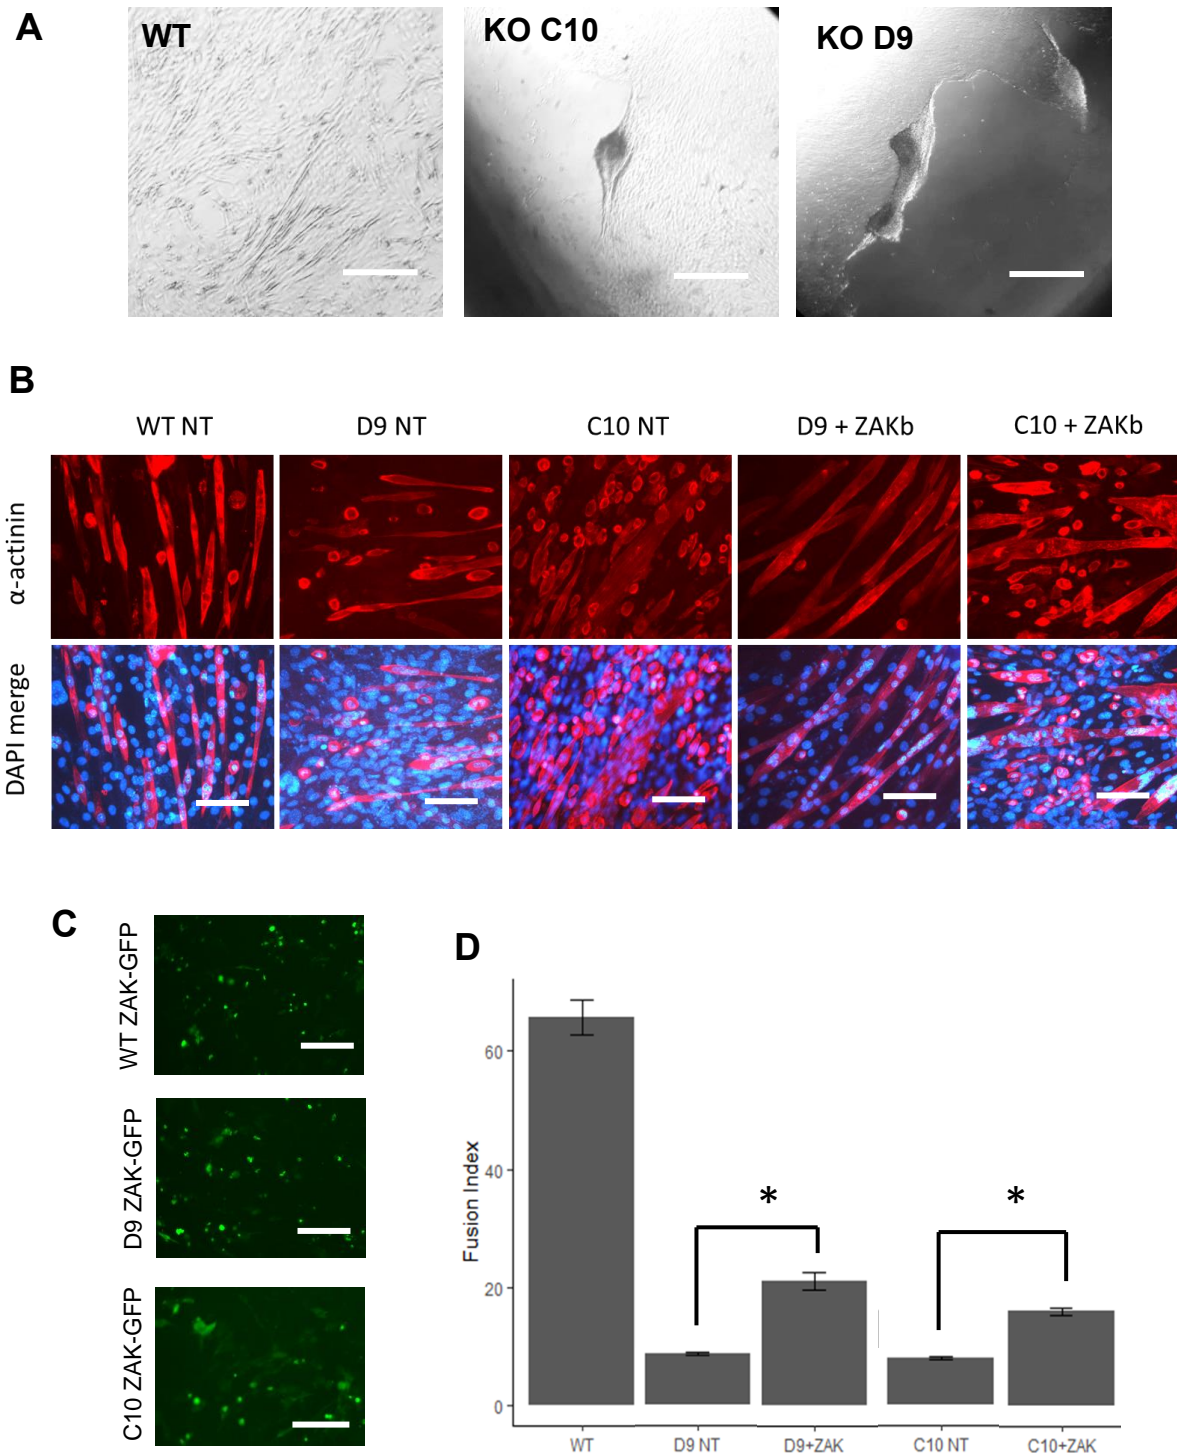 A
WT
KO C10
KO D9
B
WT NT
D9 NT
C10 NT
D9 + ZAKb
C10 + ZAKb
α-actinin
DAPI merge
C
WT ZAK-GFP
D9 ZAK-GFP
C10 ZAK-GFP
D
Fusion Index
60
40
20
0
*
*
WT
D9 NT
D9+ZAK
C10 NT
C10+ZAK